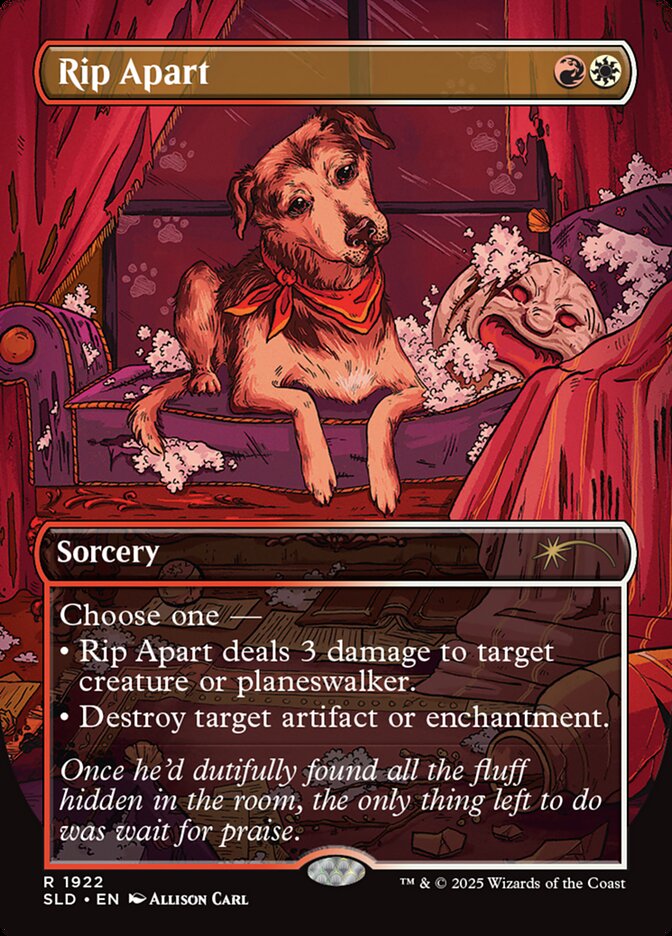 Rip Apart
Sorcery
Choose one —
• Rip Apart deals 3 damage to target
creature or planeswalker.
• Destroy target artifact or enchantment.
Once he’d dutifully found all the fluff
hidden in the room, the only thing left to do
was wait for praise.
R 1922
SLD • EN Allison Carl
™ & © 2025 Wizards of the Coast